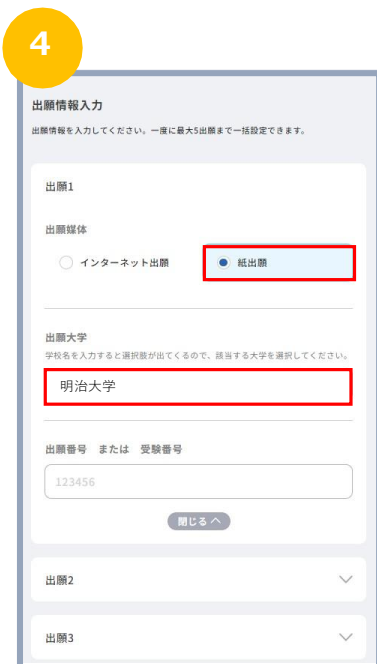 4
出願情報入力
出願情報を入力してください。一度に最大5出願まで一括設定できます。
出願1
出願媒体
インターネット出願 紙出願
出願大学
学校名を入力すると選択肢が出てくるので、該当する大学を選択してください。
明治大学
出願番号 または 受験番号
123456
閉じる
出願2
出願3